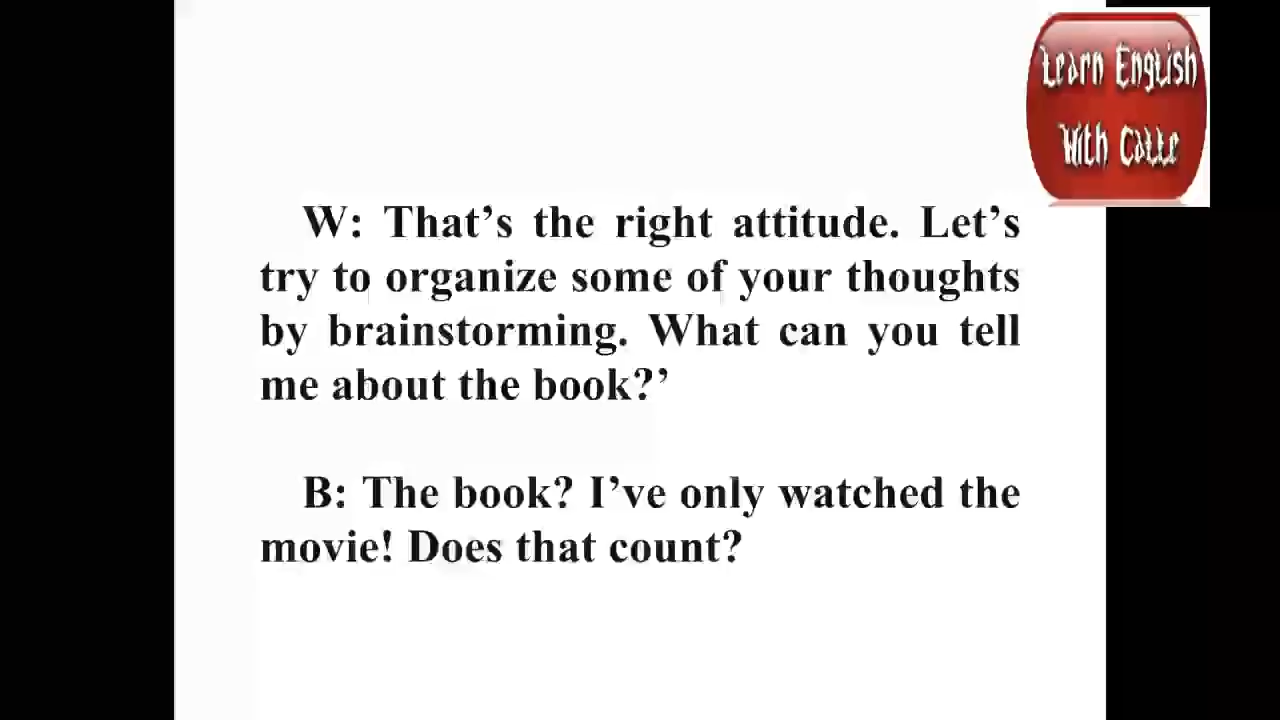 Learn English
With Catte
W: That’s the right attitude. Let’s
try to organize some of your thoughts
by brainstorming. What can you tell
me about the book?’
B: The book? I’ve only watched the
movie! Does that count?